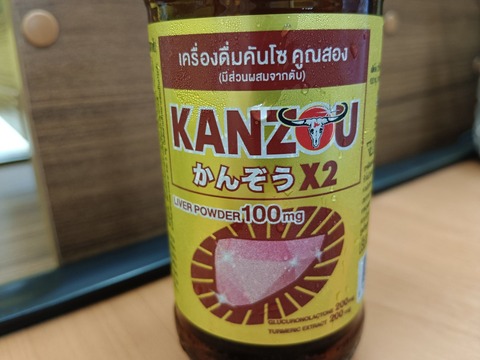 เครื่องดื่มคันโซ คูณสอง
(มีส่วนผสมจากตับ)
KANZOU
かんぞう X2
LIVER POWDER 100mg
GLUCURONOLACTONE 200mg
TURMERIC EXTRACT 200mg